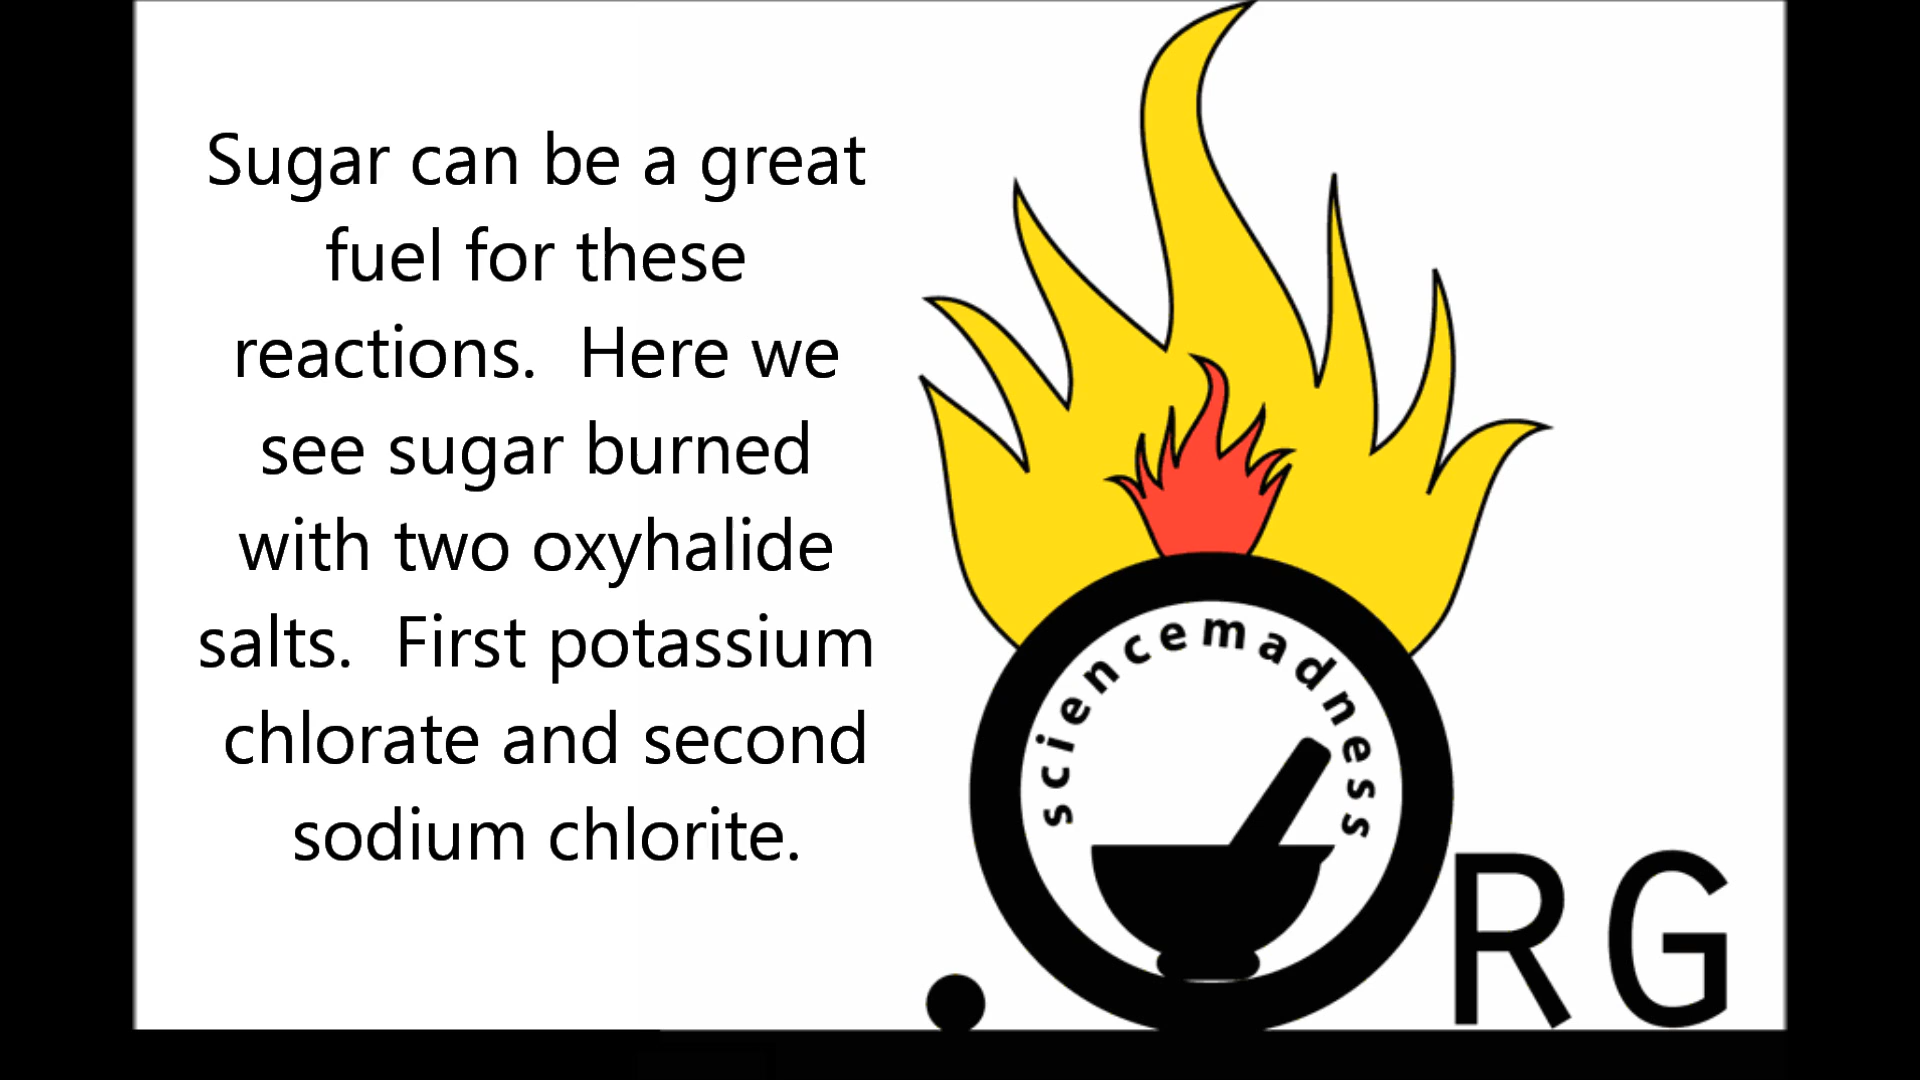 Sugar can be a great
fuel for these
reactions.  Here we
see sugar burned
with two oxyhalide
salts.  First potassium
chlorate and second
sodium chlorite.
sciencemadness
.ORG